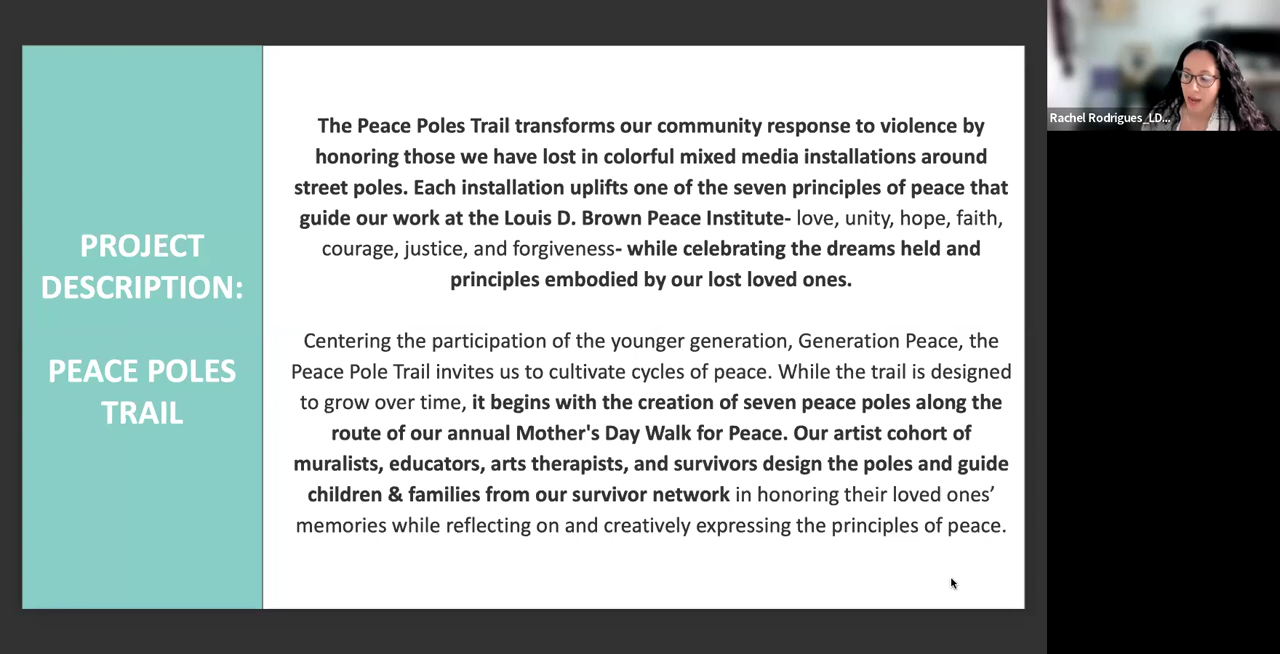 PROJECT
DESCRIPTION:
PEACE POLES
TRAIL
The Peace Poles Trail transforms our community response to violence by
honoring those we have lost in colorful mixed media installations around
street poles. Each installation uplifts one of the seven principles of peace that
guide our work at the Louis D. Brown Peace Institute- love, unity, hope, faith,
courage, justice, and forgiveness- while celebrating the dreams held and
principles embodied by our lost loved ones.
Centering the participation of the younger generation, Generation Peace, the
Peace Pole Trail invites us to cultivate cycles of peace. While the trail is designed
to grow over time, it begins with the creation of seven peace poles along the
route of our annual Mother's Day Walk for Peace. Our artist cohort of
muralists, educators, arts therapists, and survivors design the poles and guide
children & families from our survivor network in honoring their loved ones’
memories while reflecting on and creatively expressing the principles of peace.
Rachel Rodrigues_LD...